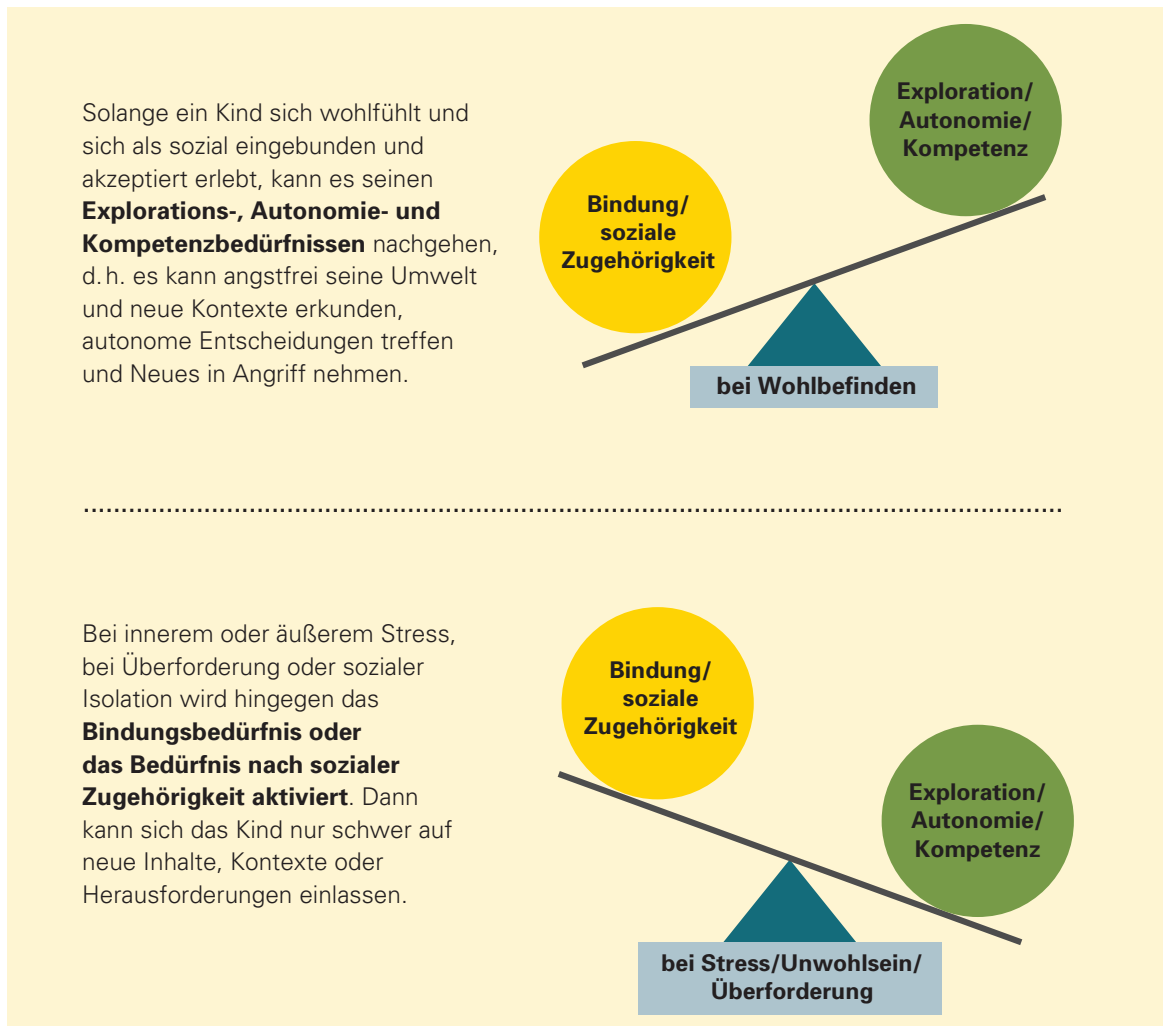 Solange ein Kind sich wohlfühlt und
sich als sozial eingebunden und
akzeptiert erlebt, kann es seinen
Explorations-, Autonomie- und
Kompetenzbedürfnissen nachgehen,
d. h. es kann angstfrei seine Umwelt
und neue Kontexte erkunden,
autonome Entscheidungen treffen
und Neues in Angriff nehmen.
Bindung/
soziale
Zugehörigkeit
Exploration/
Autonomie/
Kompetenz
bei Wohlbefinden
Bei innerem oder äußerem Stress,
bei Überforderung oder sozialer
Isolation wird hingegen das
Bindungsbedürfnis oder
das Bedürfnis nach sozialer
Zugehörigkeit aktiviert. Dann
kann sich das Kind nur schwer auf
neue Inhalte, Kontexte oder
Herausforderungen einlassen.
Bindung/
soziale
Zugehörigkeit
Exploration/
Autonomie/
Kompetenz
bei Stress/Unwohlsein/
Überforderung